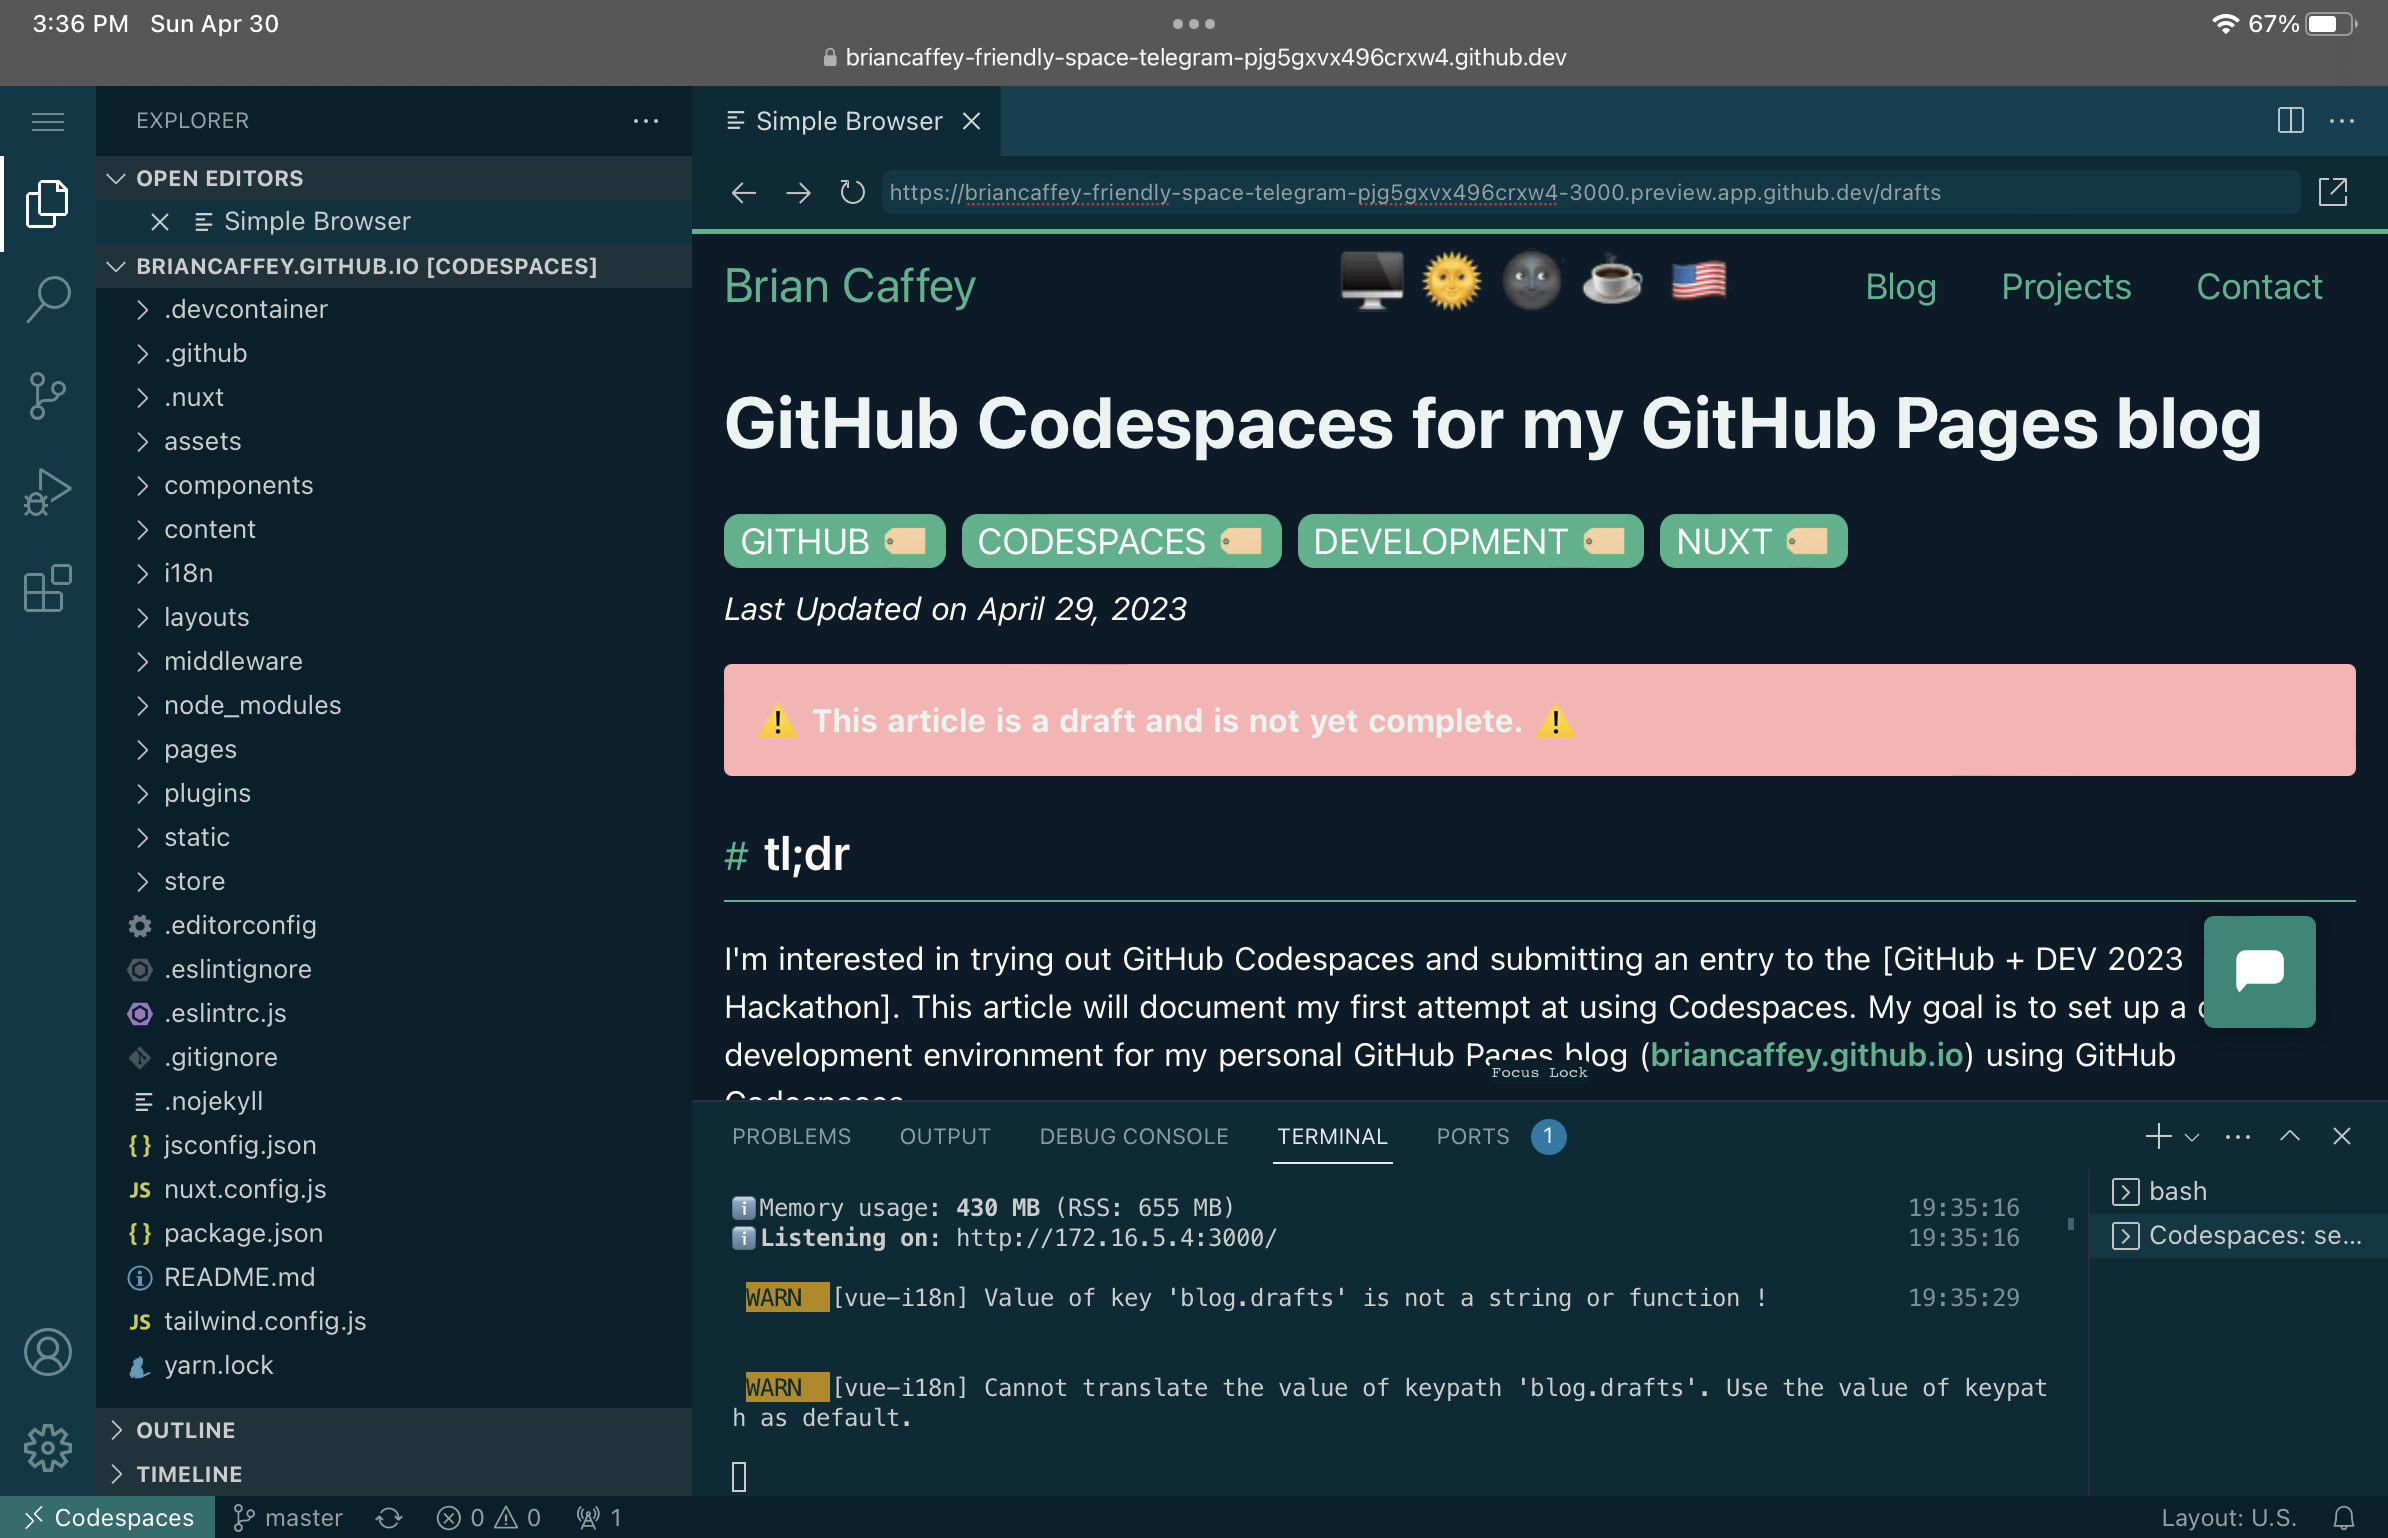 3:36 PM Sun Apr 30
67%
briancaffey-friendly-space-telegram-pjg5gxvx496crxw4.github.dev
EXPLORER
OPEN EDITORS
Simple Browser
BRIANCAFFEY.GITHUB.IO [CODESPACES]
.devcontainer
.github
.nuxt
assets
components
content
i18n
layouts
middleware
node_modules
pages
plugins
static
store
.editorconfig
.eslintignore
.eslintrc.js
.gitignore
.nojekyll
jsconfig.json
JS nuxt.config.js
package.json
README.md
JS tailwind.config.js
yarn.lock
OUTLINE
TIMELINE
Simple Browser
https://briancaffey-friendly-space-telegram-pjg5gxvx496crxw4-3000.preview.app.github.dev/drafts
Brian Caffey
Blog Projects Contact
GitHub Codespaces for my GitHub Pages blog
GITHUB CODESPACES DEVELOPMENT NUXT
Last Updated on April 29, 2023
This article is a draft and is not yet complete.
# tl;dr
I'm interested in trying out GitHub Codespaces and submitting an entry to the [GitHub + DEV 2023
Hackathon]. This article will document my first attempt at using Codespaces. My goal is to set up a
development environment for my personal GitHub Pages blog (briancaffey.github.io) using GitHub
Focus Lock
Codespaces
PROBLEMS OUTPUT DEBUG CONSOLE TERMINAL PORTS 1
Memory usage: 430 MB (RSS: 655 MB) 19:35:16
Listening on: http://172.16.5.4:3000/ 19:35:16
WARN [vue-i18n] Value of key 'blog.drafts' is not a string or function ! 19:35:29
WARN [vue-i18n] Cannot translate the value of keypath 'blog.drafts'. Use the value of keypat
h as default.
bash
Codespaces: se...
Codespaces master 0 0 1
Layout: U.S.